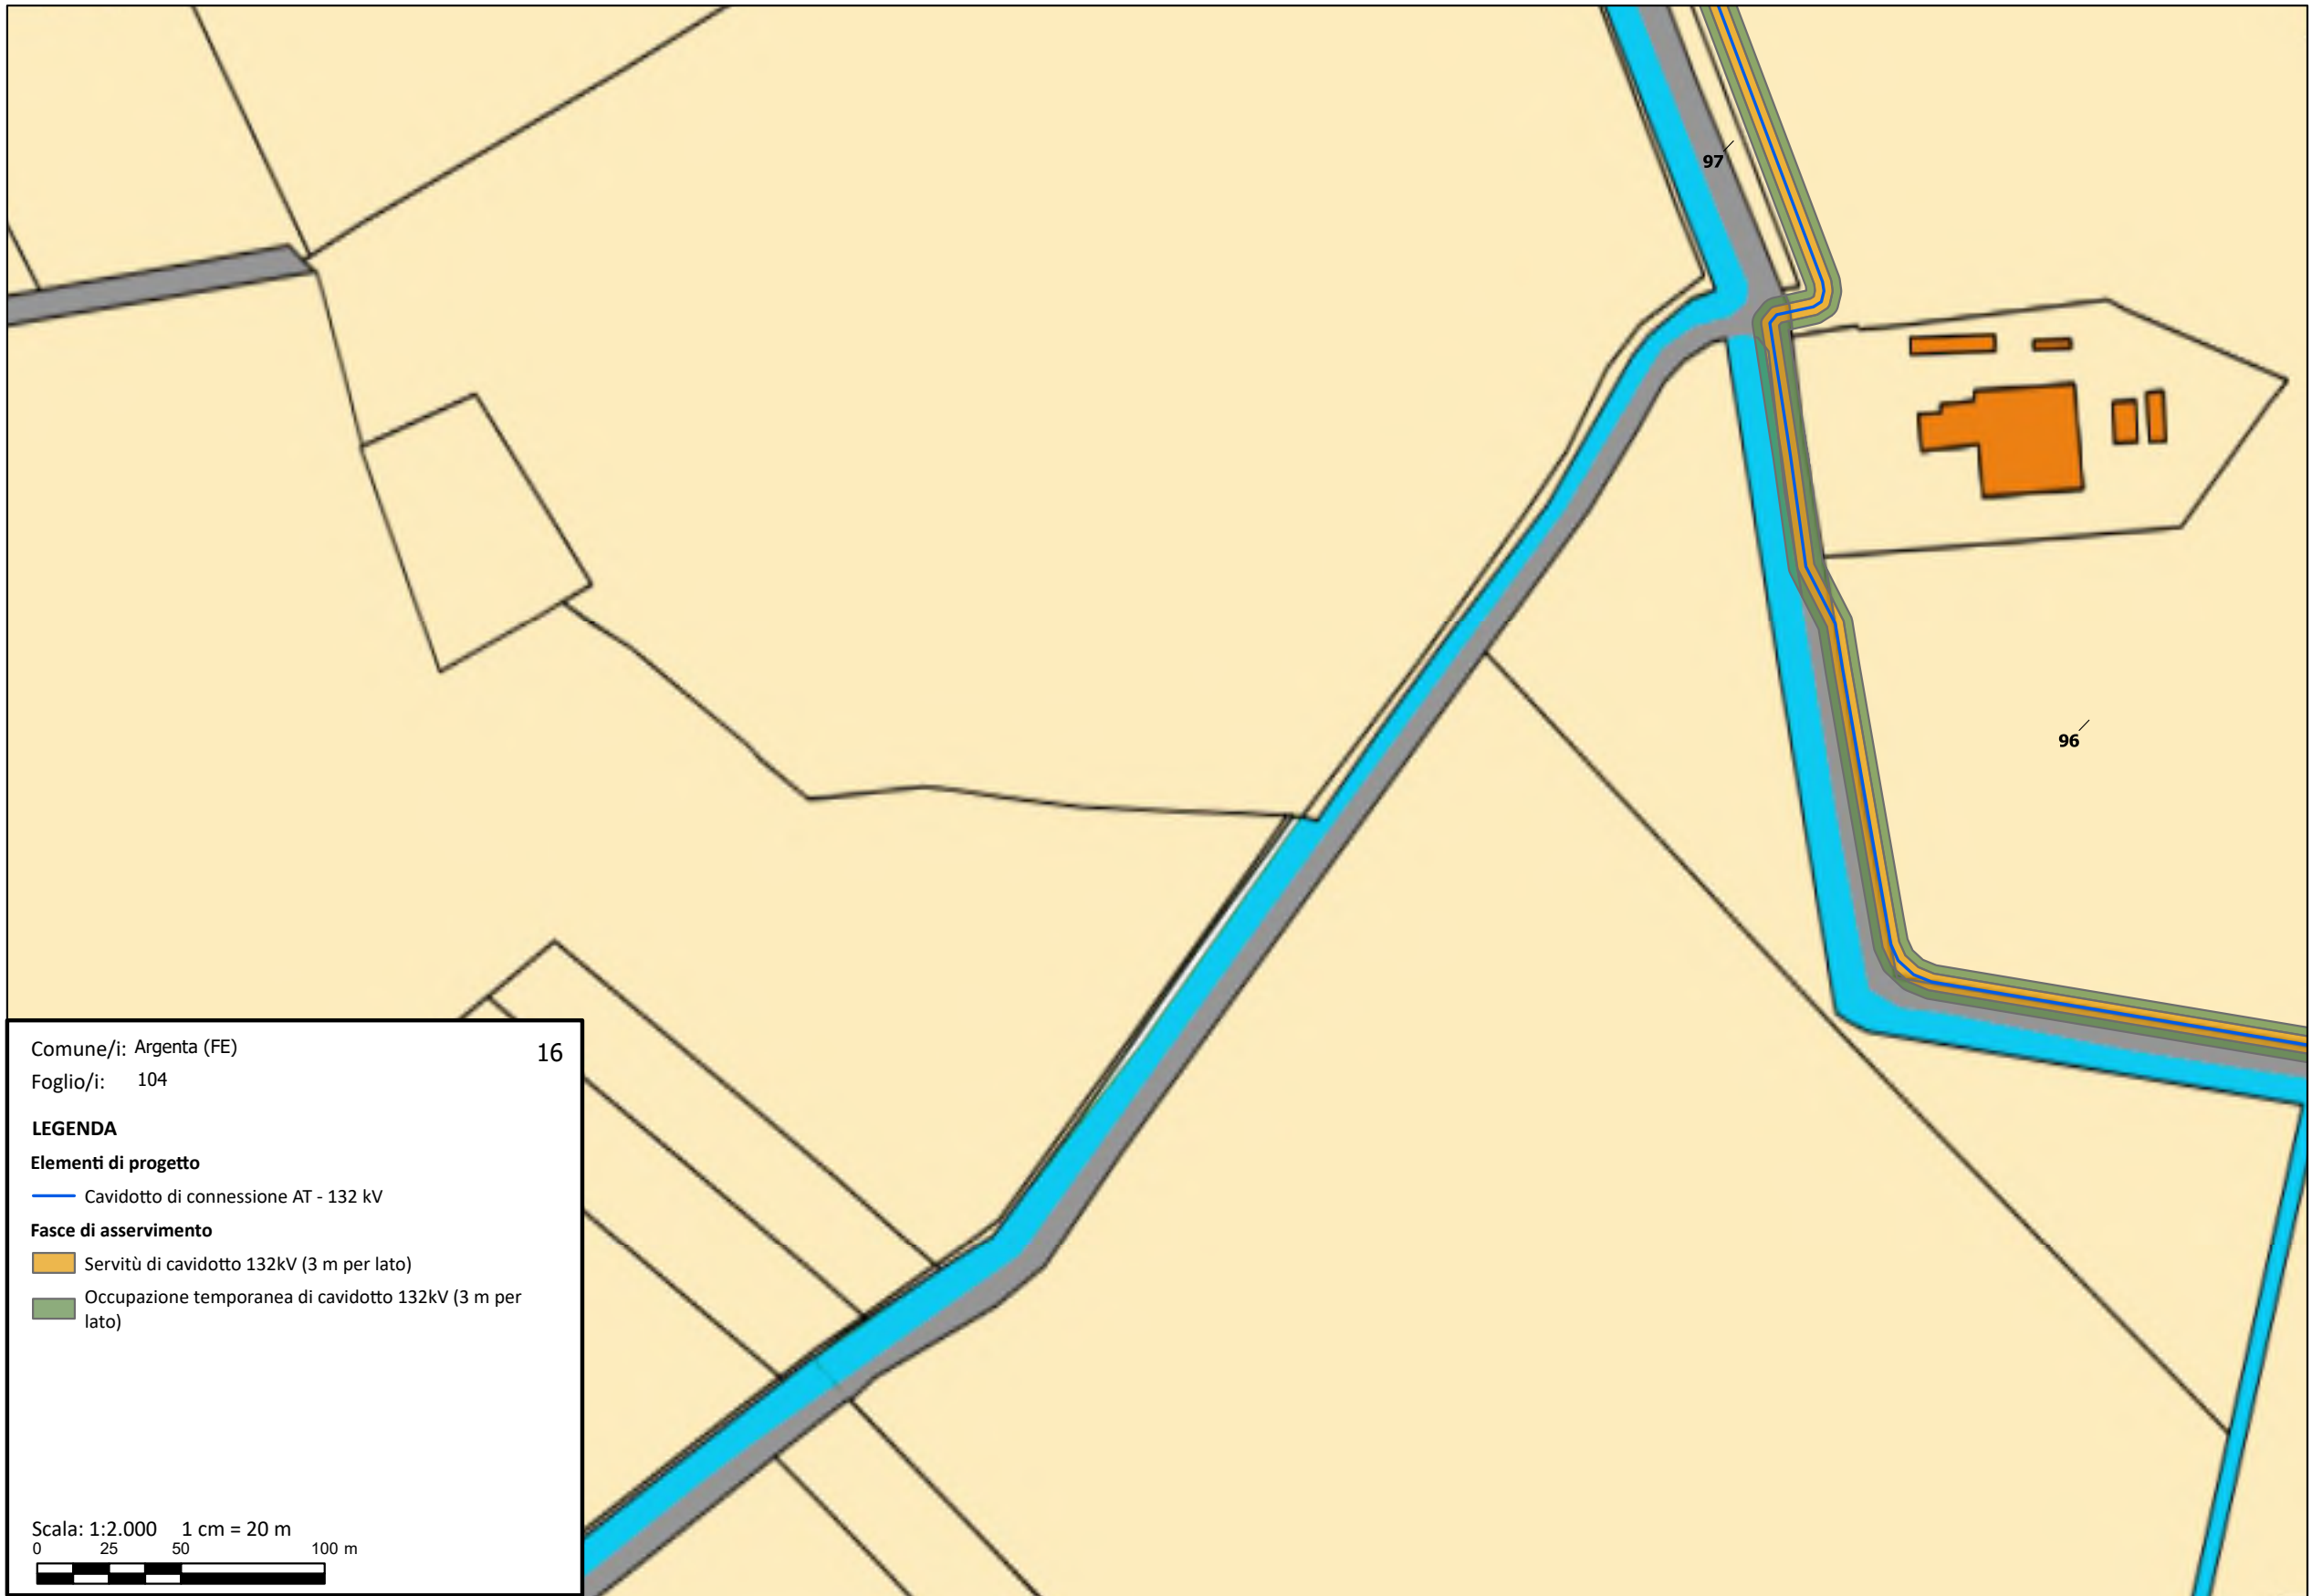 97
96
Comune/i: Argenta (FE) 16
Foglio/i: 104
LEGENDA
Elementi di progetto
Cavidotto di connessione AT - 132 kV
Fasce di asservimento
Servitù di cavidotto 132kV (3 m per lato)
Occupazione temporanea di cavidotto 132kV (3 m per
lato)
Scala: 1:2.000 1 cm = 20 m
0 25 50 100 m